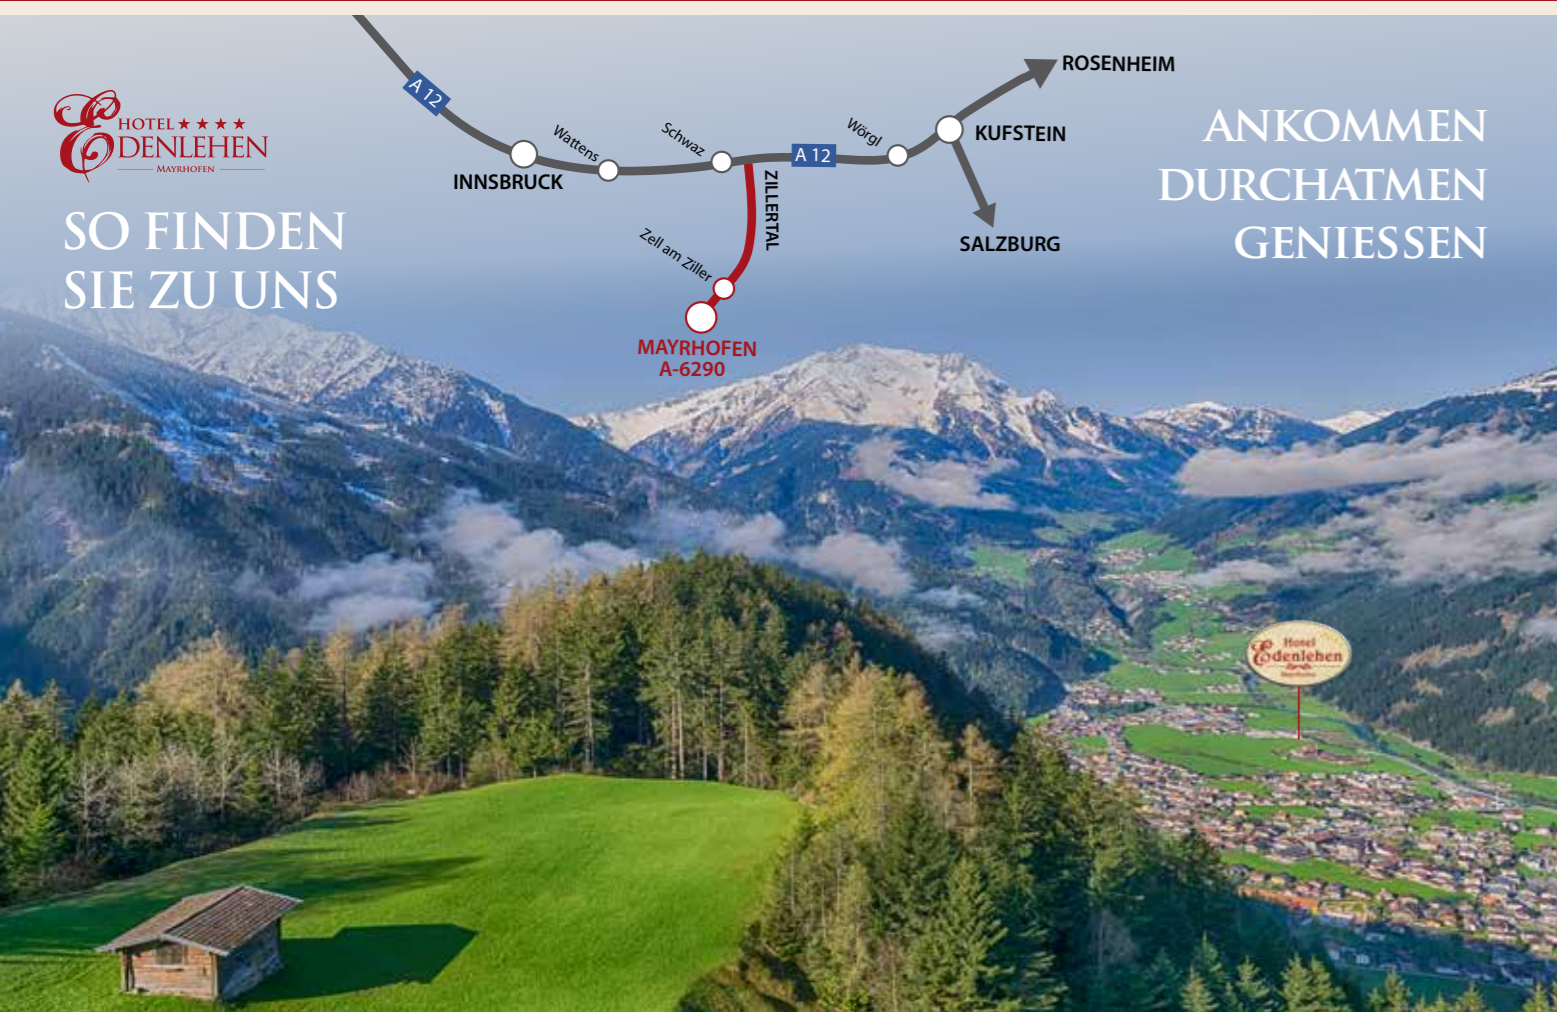 HOTEL ★★★★
EDENLEHEN
MAYRHOFEN
SO FINDEN
SIE ZU UNS
A 12
INNSBRUCK
Wattens
Schwaz
A 12
Wörgl
KUFSTEIN
ROSENHEIM
SALZBURG
ZILLERTAL
Zell am Ziller
MAYRHOFEN
A-6290
ANKOMMEN
DURCHATMEN
GENIESSEN
Hotel
Edenlehen
Mayrhofen